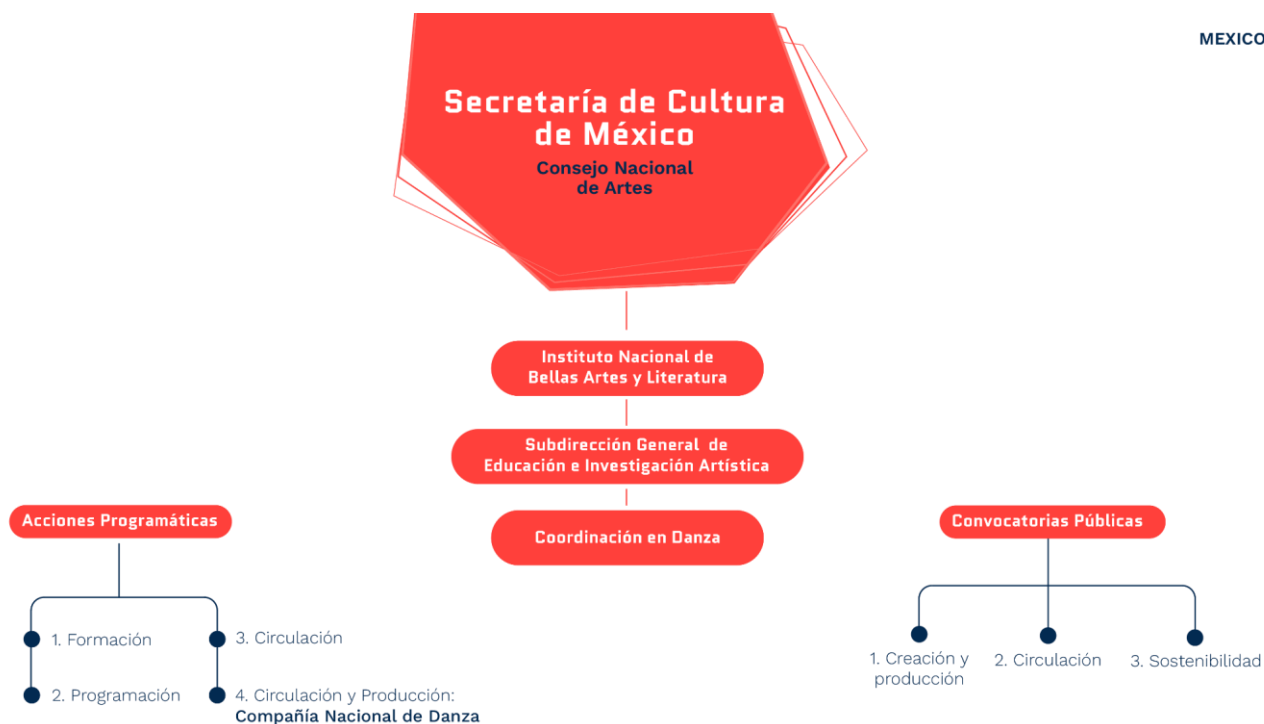 MEXICO
Secretaría de Cultura
de México
Consejo Nacional
de Artes
Instituto Nacional de
Bellas Artes y Literatura
Subdirección General de
Educación e Investigación Artística
Coordinación en Danza
Acciones Programáticas
1. Formación
2. Programación
3. Circulación
4. Circulación y Producción:
Compañía Nacional de Danza
Convocatorias Públicas
1. Creación y
producción
2. Circulación
3. Sostenibilidad